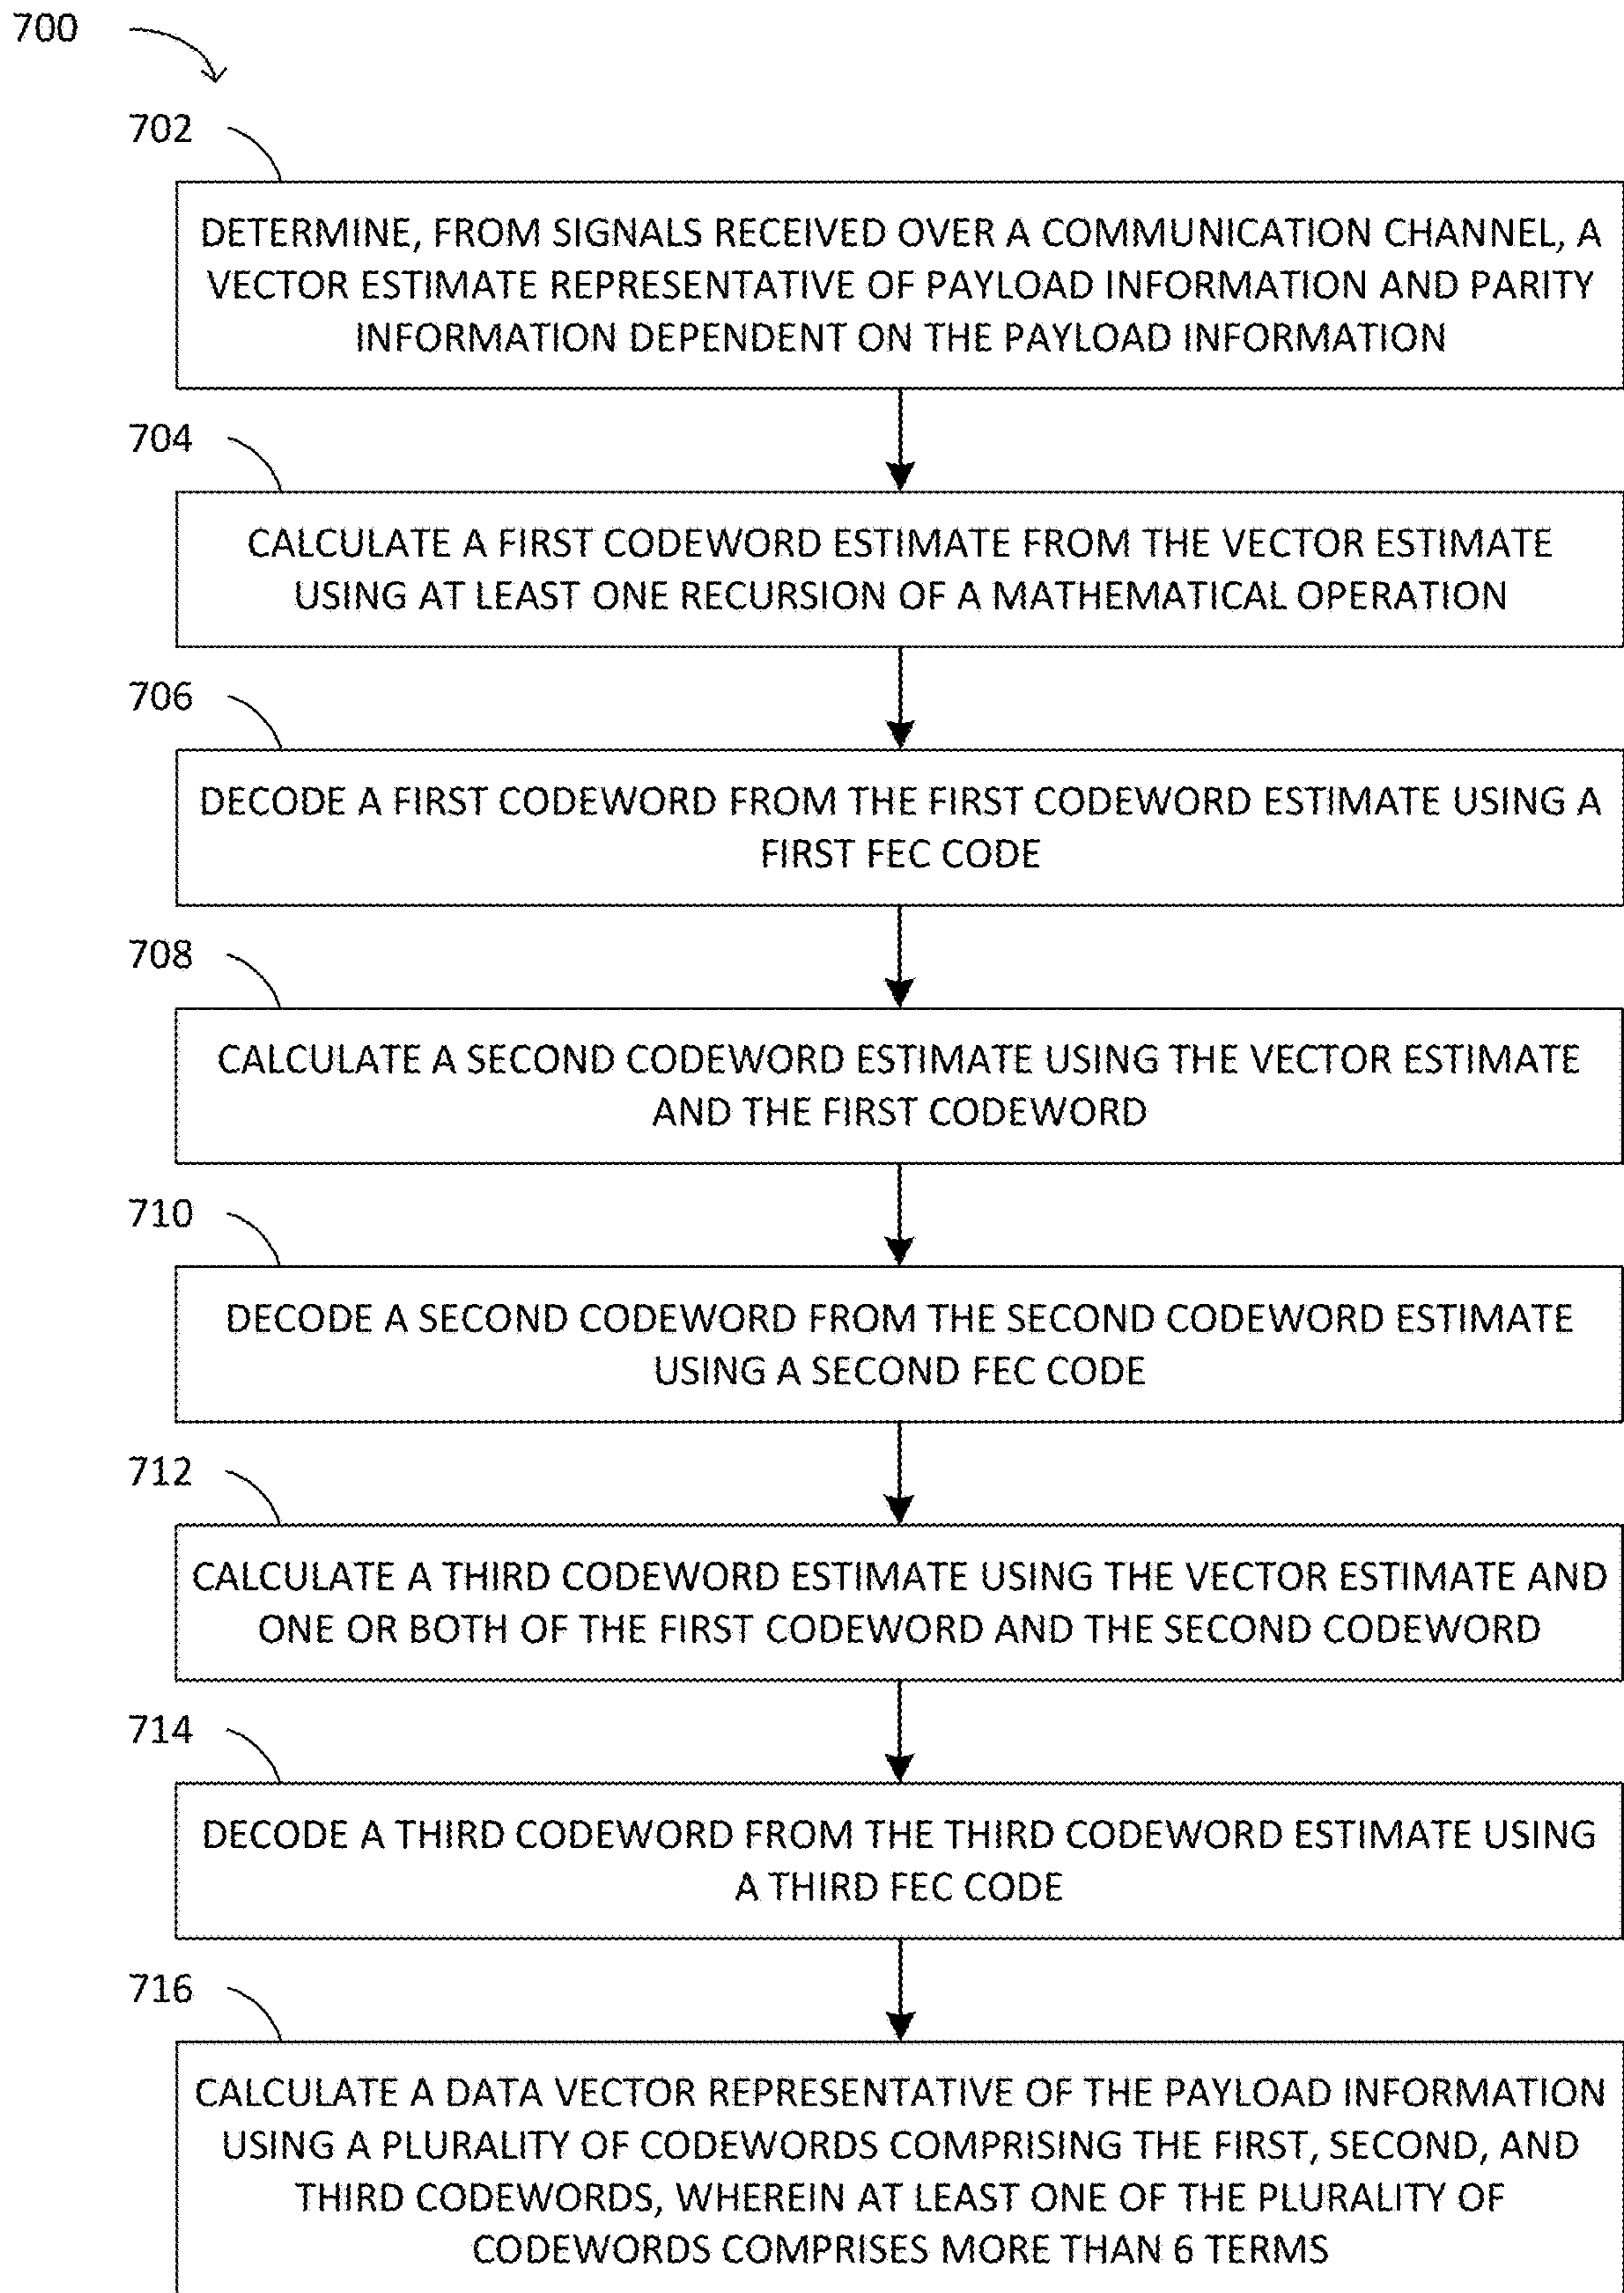 700
702
DETERMINE, FROM SIGNALS RECEIVED OVER A COMMUNICATION CHANNEL, A
VECTOR ESTIMATE REPRESENTATIVE OF PAYLOAD INFORMATION AND PARITY
INFORMATION DEPENDENT ON THE PAYLOAD INFORMATION
704
CALCULATE A FIRST CODEWORD ESTIMATE FROM THE VECTOR ESTIMATE
USING AT LEAST ONE RECURSION OF A MATHEMATICAL OPERATION
706
DECODE A FIRST CODEWORD FROM THE FIRST CODEWORD ESTIMATE USING A
FIRST FEC CODE
708
CALCULATE A SECOND CODEWORD ESTIMATE USING THE VECTOR ESTIMATE
AND THE FIRST CODEWORD
710
DECODE A SECOND CODEWORD FROM THE SECOND CODEWORD ESTIMATE
USING A SECOND FEC CODE
712
CALCULATE A THIRD CODEWORD ESTIMATE USING THE VECTOR ESTIMATE AND
ONE OR BOTH OF THE FIRST CODEWORD AND THE SECOND CODEWORD
714
DECODE A THIRD CODEWORD FROM THE THIRD CODEWORD ESTIMATE USING
A THIRD FEC CODE
716
CALCULATE A DATA VECTOR REPRESENTATIVE OF THE PAYLOAD INFORMATION
USING A PLURALITY OF CODEWORDS COMPRISING THE FIRST, SECOND, AND
THIRD CODEWORDS, WHEREIN AT LEAST ONE OF THE PLURALITY OF
CODEWORDS COMPRISES MORE THAN 6 TERMS